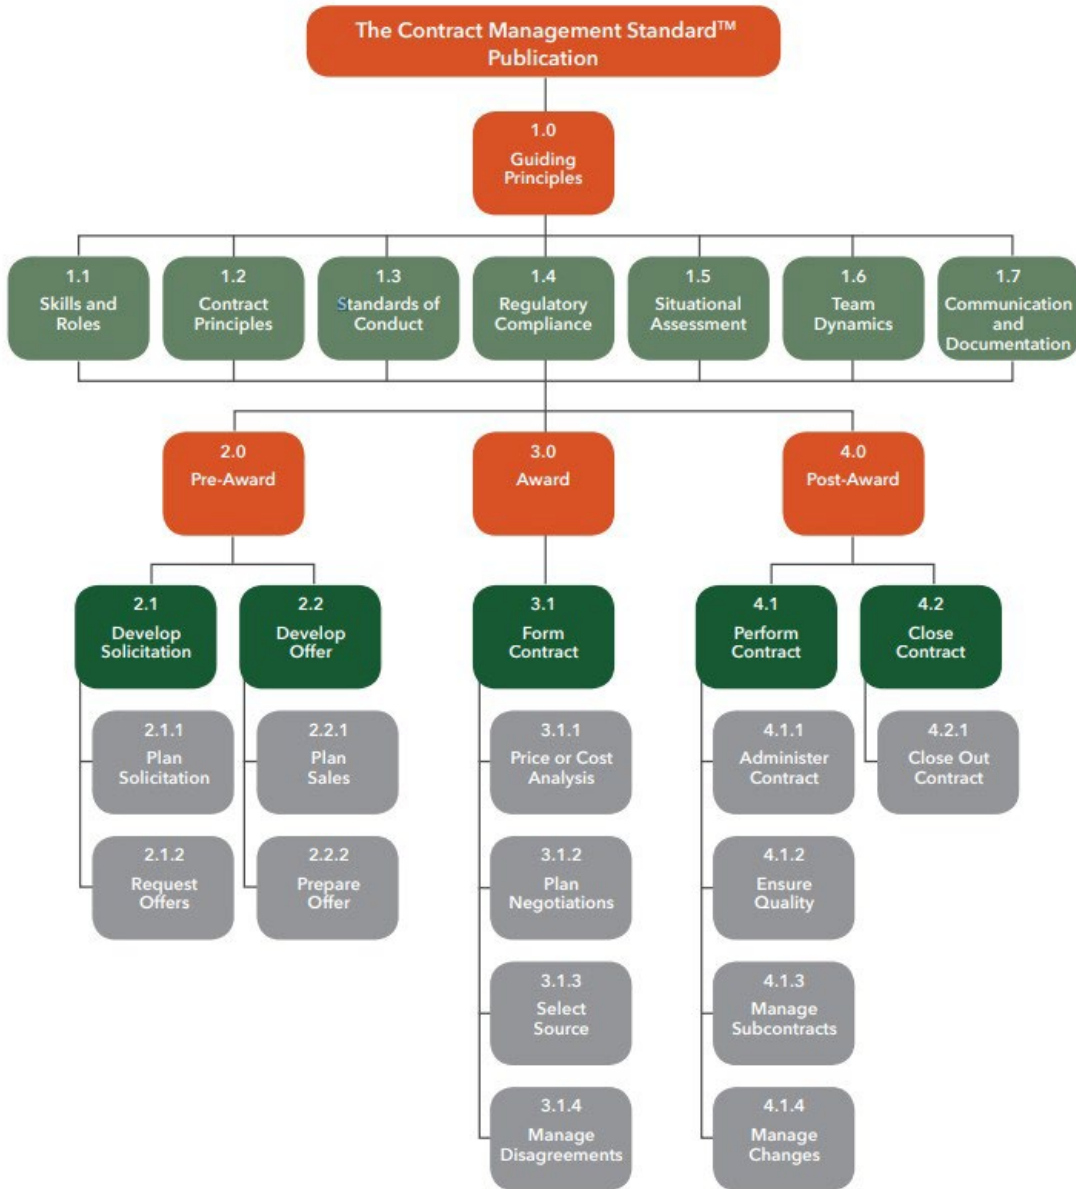 The Contract Management Standard™
Publication
1.0
Guiding
Principles
1.1
Skills and
Roles
1.2
Contract
Principles
1.3
Standards of
Conduct
1.4
Regulatory
Compliance
1.5
Situational
Assessment
1.6
Team
Dynamics
1.7
Communication
and
Documentation
2.0
Pre-Award
3.0
Award
4.0
Post-Award
2.1
Develop
Solicitation
2.2
Develop
Offer
3.1
Form
Contract
4.1
Perform
Contract
4.2
Close
Contract
2.1.1
Plan
Solicitation
2.2.1
Plan
Sales
3.1.1
Price or Cost
Analysis
4.1.1
Administer
Contract
4.2.1
Close Out
Contract
2.1.2
Request
Offers
2.2.2
Prepare
Offer
3.1.2
Plan
Negotiations
4.1.2
Ensure
Quality
3.1.3
Select
Source
4.1.3
Manage
Subcontracts
3.1.4
Manage
Disagreements
4.1.4
Manage
Changes